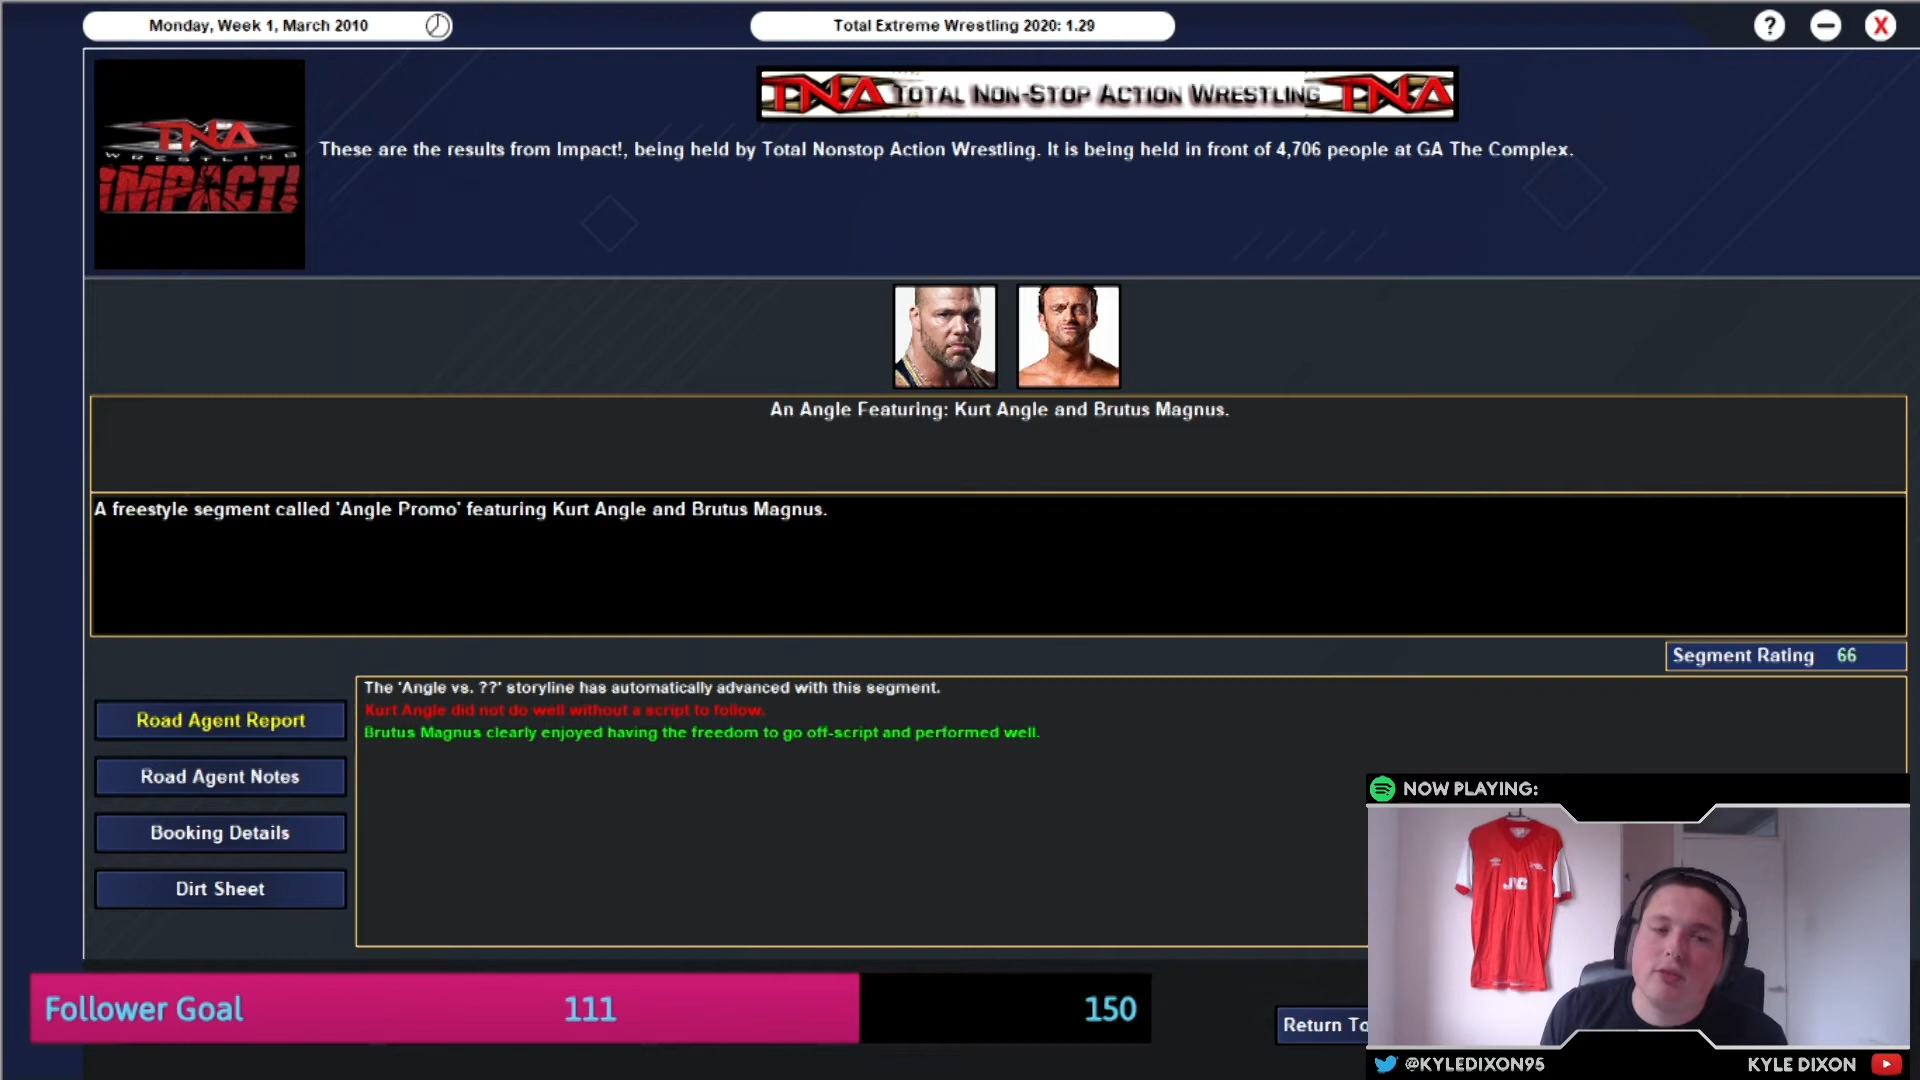 Monday, Week 1, March 2010
Total Extreme Wrestling 2020: 1.29
?
X
TNA
WRESTLING
IMPACT!
TNA TOTAL NON-STOP ACTION WRESTLING TNA
These are the results from Impact!, being held by Total Nonstop Action Wrestling. It is being held in front of 4,706 people at GA The Complex.
An Angle Featuring: Kurt Angle and Brutus Magnus.
A freestyle segment called 'Angle Promo' featuring Kurt Angle and Brutus Magnus.
Segment Rating 66
Road Agent Report
Road Agent Notes
Booking Details
Dirt Sheet
The 'Angle vs. ??' storyline has automatically advanced with this segment.
Kurt Angle did not do well without a script to follow.
Brutus Magnus clearly enjoyed having the freedom to go off-script and performed well.
NOW PLAYING:
JVC
Follower Goal 111 150
Return To
@KYLEDIXON95
KYLE DIXON